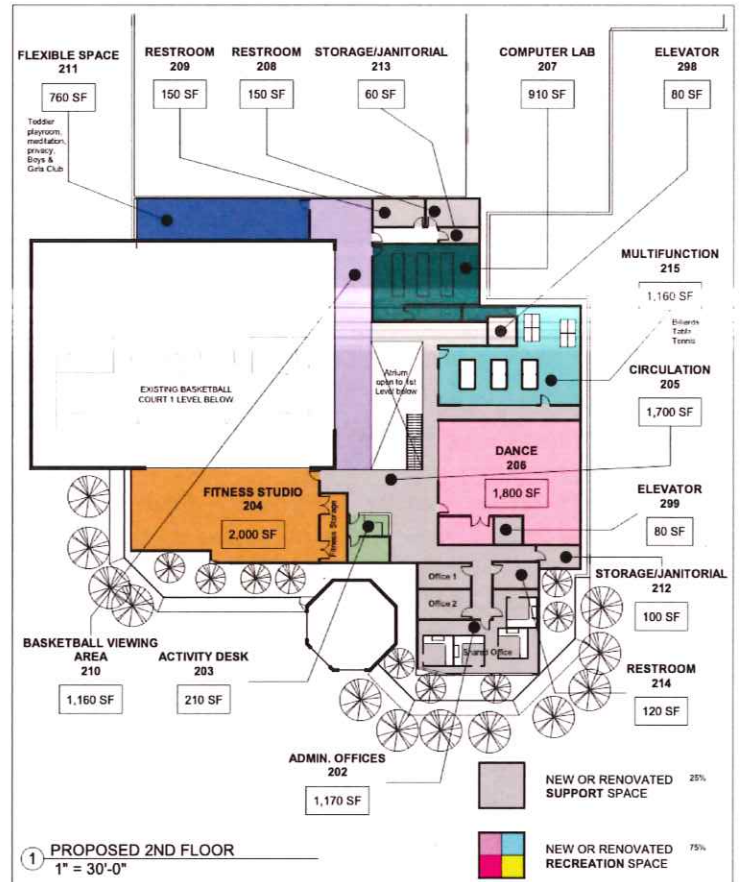 FLEXIBLE SPACE
211
760 SF
Toddler
playroom,
meditation,
privacy,
Boys &
Girls Club
RESTROOM
209
150 SF
RESTROOM
208
150 SF
STORAGE/JANITORIAL
213
60 SF
COMPUTER LAB
207
910 SF
ELEVATOR
298
80 SF
MULTIFUNCTION
215
1,160 SF
Billiards
Table
Tennis
CIRCULATION
205
1,700 SF
EXISTING BASKETBALL
COURT 1 LEVEL BELOW
Atrium
open to 1st
Level below
DANCE
206
1,800 SF
FITNESS STUDIO
204
2,000 SF
Fitness Storage
ELEVATOR
299
80 SF
STORAGE/JANITORIAL
212
100 SF
Office 1
Office 2
Shared Office
BASKETBALL VIEWING
AREA
210
1,160 SF
ACTIVITY DESK
203
210 SF
RESTROOM
214
120 SF
ADMIN. OFFICES
202
1,170 SF
NEW OR RENOVATED 25%
SUPPORT SPACE
NEW OR RENOVATED 75%
RECREATION SPACE
1 PROPOSED 2ND FLOOR
1" = 30'-0"